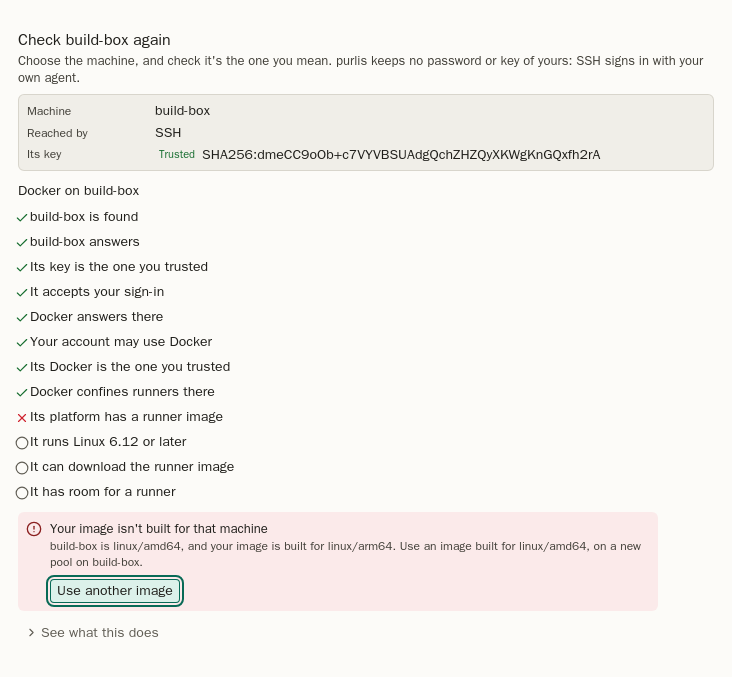 Check build-box again
Choose the machine, and check it's the one you mean. purlis keeps no password or key of yours: SSH signs in with your
own agent.
Machine build-box
Reached by SSH
Its key Trusted SHA256:dmeCC9oOb+c7VYVBSUAdgQchZHZQyXKWgKnGQxfh2rA
Docker on build-box
build-box is found
build-box answers
Its key is the one you trusted
It accepts your sign-in
Docker answers there
Your account may use Docker
Its Docker is the one you trusted
Docker confines runners there
Its platform has a runner image
It runs Linux 6.12 or later
It can download the runner image
It has room for a runner
Your image isn't built for that machine
build-box is linux/amd64, and your image is built for linux/arm64. Use an image built for linux/amd64, on a new
pool on build-box.
Use another image
See what this does